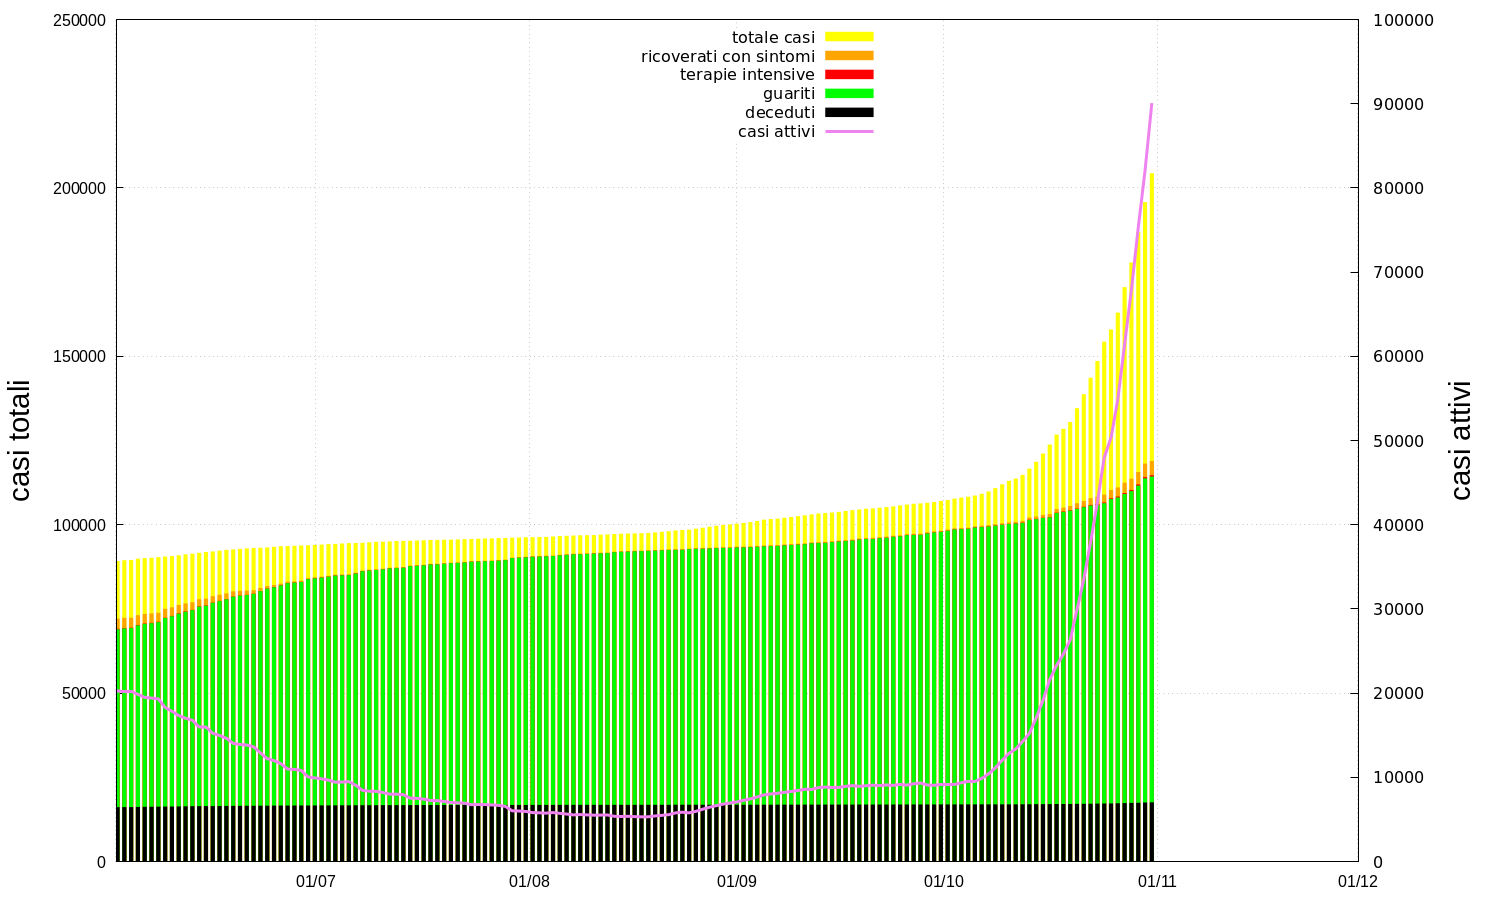 totale casi
ricoverati con sintomi
terapie intensive
guariti
deceduti
casi attivi
casi totali
250000
200000
150000
100000
50000
0
100000
90000
80000
70000
60000
50000
40000
30000
20000
10000
0
casi attivi
01/07
01/08
01/09
01/10
01/11
01/12